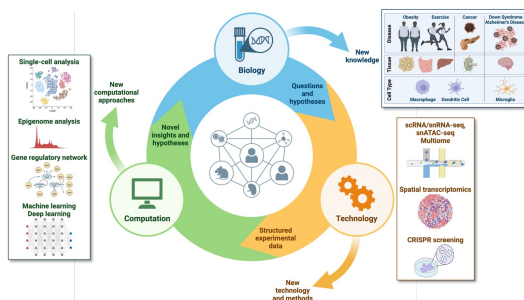 Single-cell analysis
Epigenome analysis
Gene regulatory network
Machine learning
Deep learning
New
computational
approaches
Biology
New
knowledge
Questions
and
hypotheses
Novel
insights and
hypotheses
Computation
Technology
Structured
experimental
data
New
technology
and methods
Disease
Obesity
Exercise
Cancer
Down Syndrome
Alzheimer's Disease
Tissue
Cell Type
Macrophage
Dendritic Cell
Microglia
scRNA/snRNA-seq,
snATAC-seq
Multiome
Spatial transcriptomics
CRISPR screening